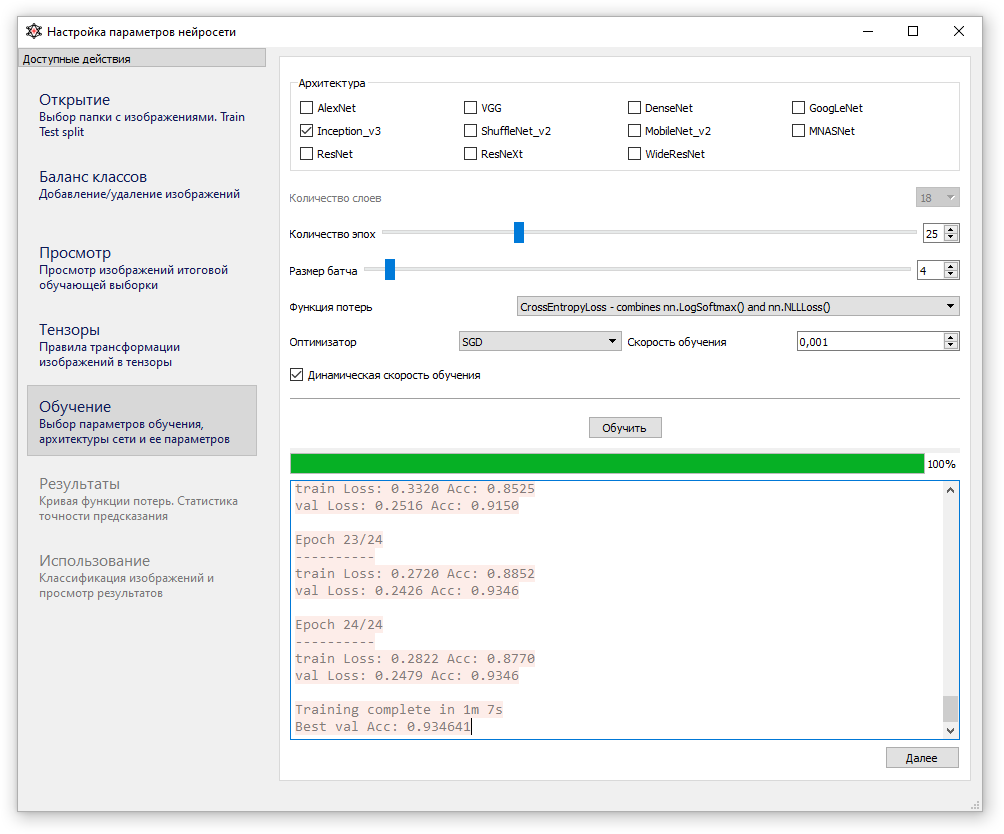 Настройка параметров нейросети
Доступные действия
Открытие
Выбор папки с изображениями. Train
Test split
Баланс классов
Добавление/удаление изображений
Просмотр
Просмотр изображений итоговой
обучающей выборки
Тензоры
Правила трансформации
изображений в тензоры
Обучение
Выбор параметров обучения,
архитектуры сети и ее параметров
Результаты
Кривая функции потерь. Статистика
точности предсказания
Использование
Классификация изображений и
просмотр результатов
Архитектура
AlexNet VGG DenseNet GoogLeNet
Inception_v3 ShuffleNet_v2 MobileNet_v2 MNASNet
ResNet ResNeXt WideResNet
Количество слоев 18
Количество эпох 25
Размер батча 4
Функция потерь CrossEntropyLoss - combines nn.LogSoftmax() and nn.NLLLoss()
Оптимизатор SGD Скорость обучения 0,001
Динамическая скорость обучения
Обучить
100%
train Loss: 0.3320 Acc: 0.8525
val Loss: 0.2516 Acc: 0.9150
Epoch 23/24
----------
train Loss: 0.2720 Acc: 0.8852
val Loss: 0.2426 Acc: 0.9346
Epoch 24/24
----------
train Loss: 0.2822 Acc: 0.8770
val Loss: 0.2479 Acc: 0.9346
Training complete in 1m 7s
Best val Acc: 0.934641
Далее